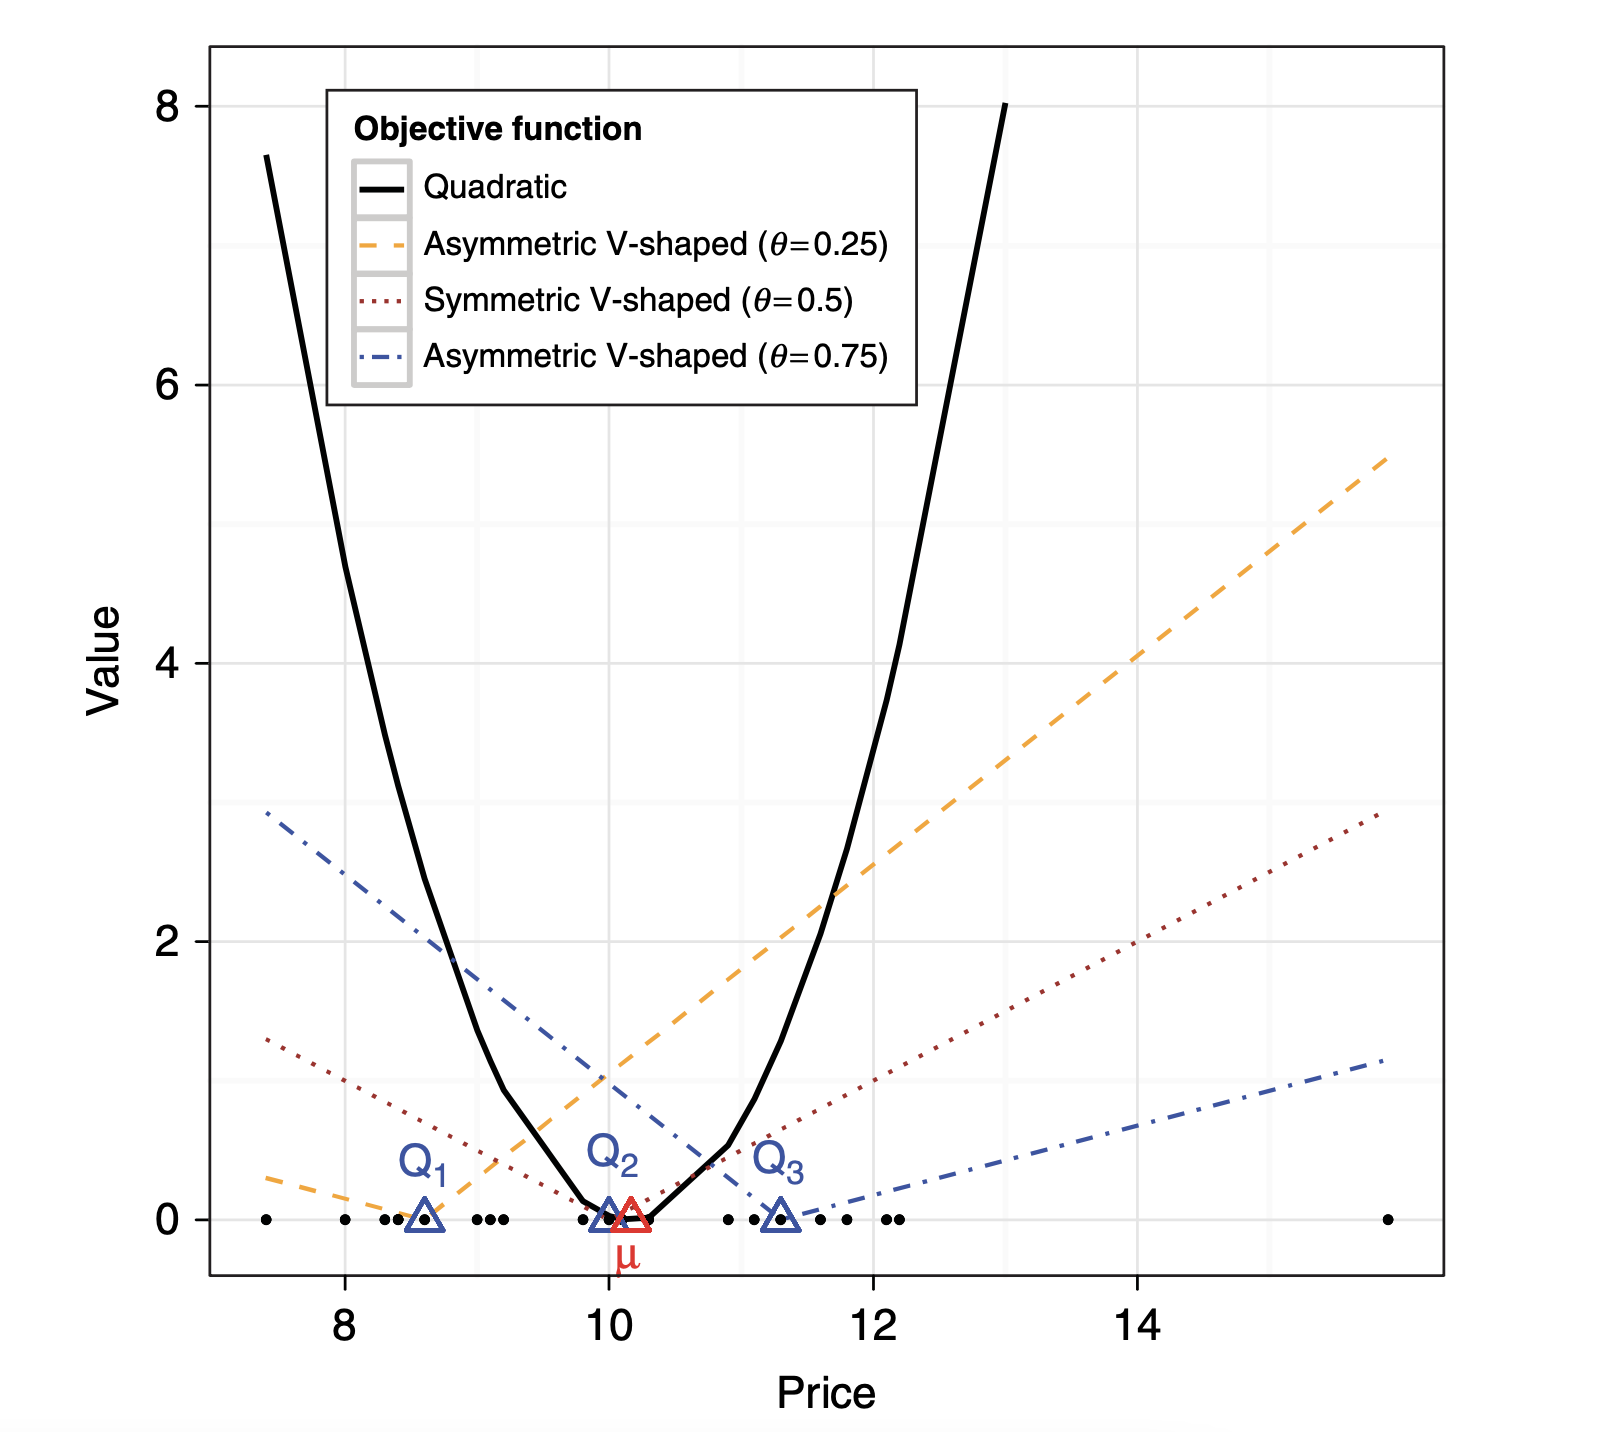 8
Objective function
Quadratic
Asymmetric V-shaped (θ=0.25)
Symmetric V-shaped (θ=0.5)
Asymmetric V-shaped (θ=0.75)
6
4
Value
2
Q1
Q2
Q3
0
μ
8 10 12 14
Price